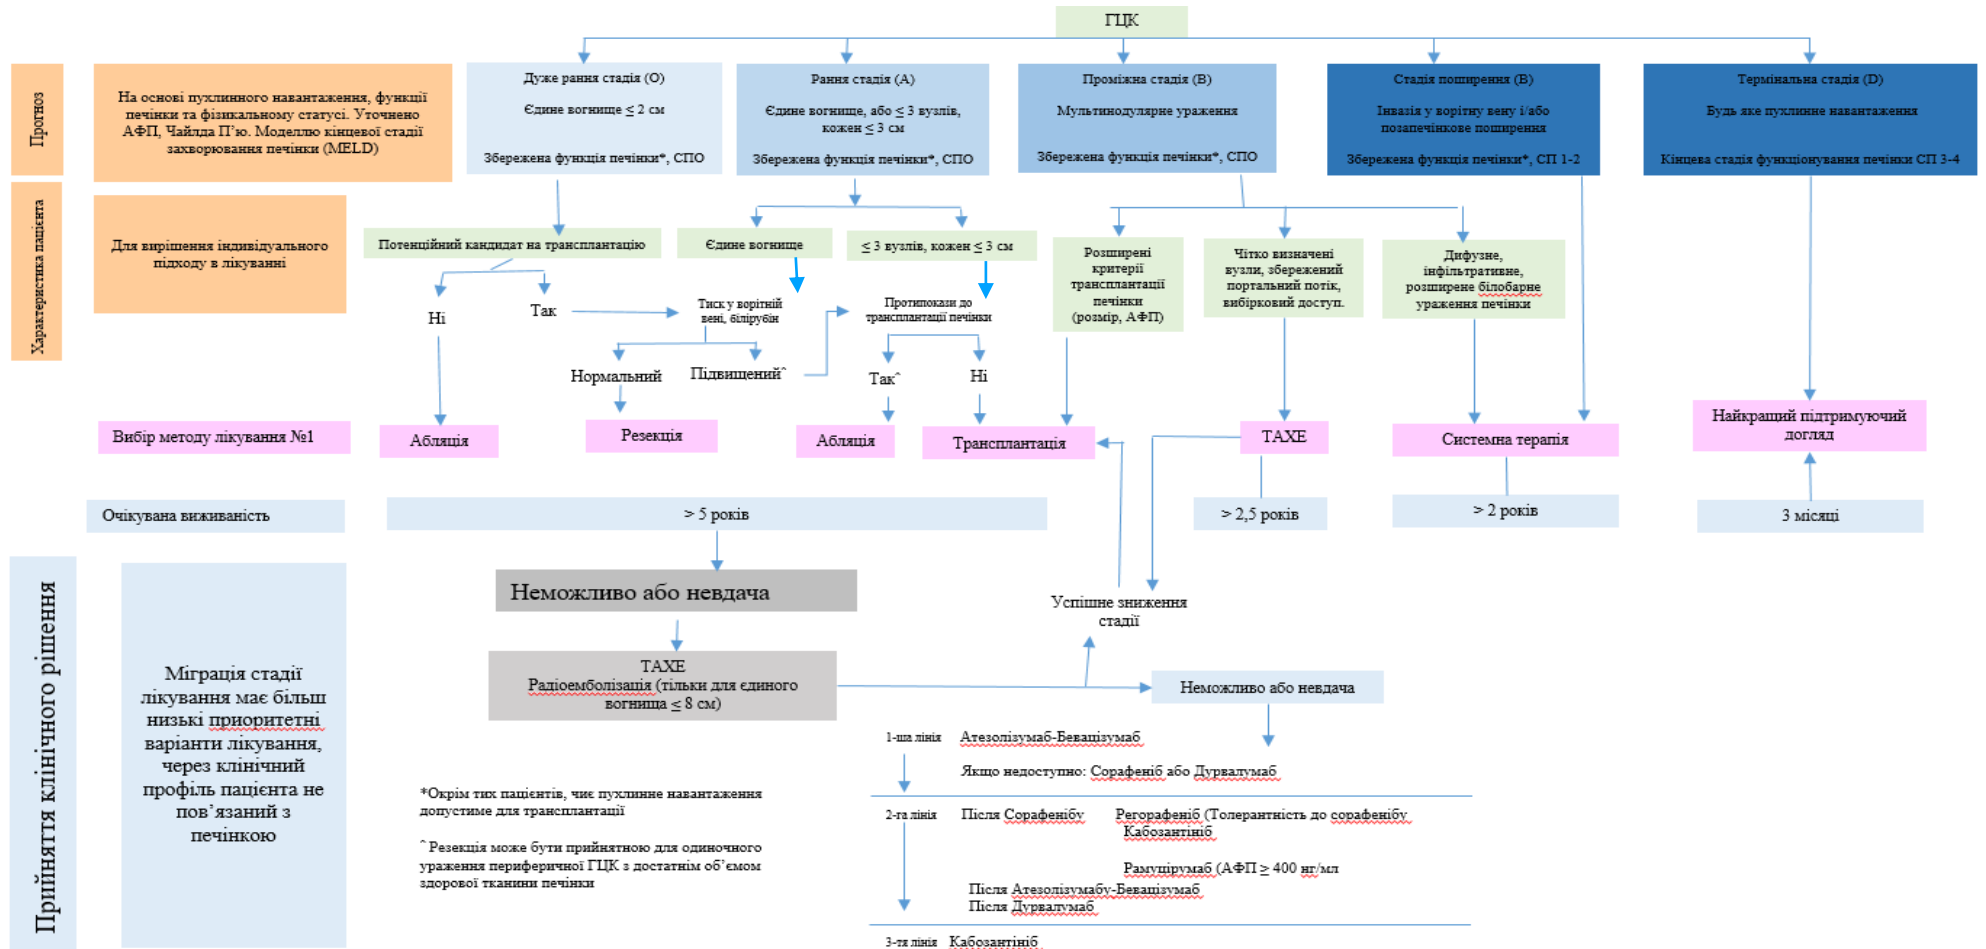 ГЦК
Прогноз
На основі пухлинного навантаження, функції
печінки та фізикальному статусі. Уточнено
АФП, Чайлда П’ю. Моделлю кінцевої стадії
захворювання печінки (MELD)
Дуже рання стадія (О)
Єдине вогнище ≤ 2 см
Збережена функція печінки*, СПО
Рання стадія (А)
Єдине вогнище, або ≤ 3 вузлів,
кожен ≤ 3 см
Збережена функція печінки*, СПО
Проміжна стадія (В)
Мультинодулярне ураження
Збережена функція печінки*, СПО
Стадія поширення (В)
Інвазія у ворітну вену і/або
позапечінкове поширення
Збережена функція печінки*, СП 1-2
Термінальна стадія (D)
Будь яке пухлинне навантаження
Кінцева стадія функціонування печінки СП 3-4
Характеристика пацієнта
Для вирішення індивідуального
підходу в лікуванні
Потенційний кандидат на трансплантацію
Єдине вогнище
≤ 3 вузлів, кожен ≤ 3 см
Розширені
критерії
трансплантації
печінки
(розмір, АФП)
Чітко визначені
вузли, збережений
портальний потік,
вибірковий доступ.
Дифузне,
інфільтративне,
розширене білобарне
ураження печінки
Ні
Так
Тиск у ворітній
вені, білірубін
Протипокази до
трансплантації печінки
Нормальний
Підвищений^
Так^
Ні
Вибір методу лікування №1
Абляція
Резекція
Абляція
Трансплантація
ТАХЕ
Системна терапія
Найкращий підтримуючий
догляд
Очікувана виживаність
> 5 років
> 2,5 років
> 2 років
3 місяці
Прийняття клінічного рішення
Міграція стадії
лікування має більш
низькі приоритетні
варіанти лікування,
через клінічний
профіль пацієнта не
пов’язаний з
печінкою
Неможливо або невдача
ТАХЕ
Радіоемболізація (тільки для єдиного
вогнища ≤ 8 см)
Успішне зниження
стадії
Неможливо або невдача
1-ша лінія Атезолізумаб-Бевацізумаб
Якщо недоступно: Сорафеніб або Дурвалумаб
2-га лінія Після Сорафенібу Регорафеніб (Толерантність до сорафенібу
Кабозантініб
Рамуцірумаб (АФП ≥ 400 нг/мл
Після Атезолізумабу-Бевацізумаб
Після Дурвалумаб
3-тя лінія Кабозантініб
*Окрім тих пацієнтів, чиє пухлинне навантаження
допустиме для трансплантації
^ Резекція може бути прийнятною для одиночного
ураження периферичної ГЦК з достатнім об’ємом
здорової тканини печінки